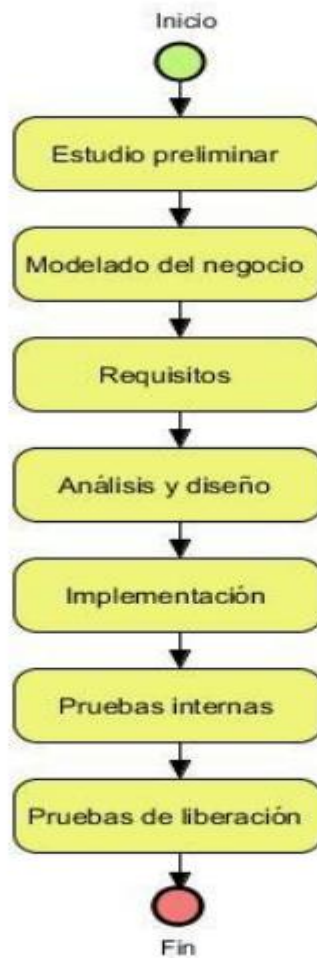 Inicio
Estudio preliminar
Modelado del negocio
Requisitos
Análisis y diseño
Implementación
Pruebas internas
Pruebas de liberación
Fin